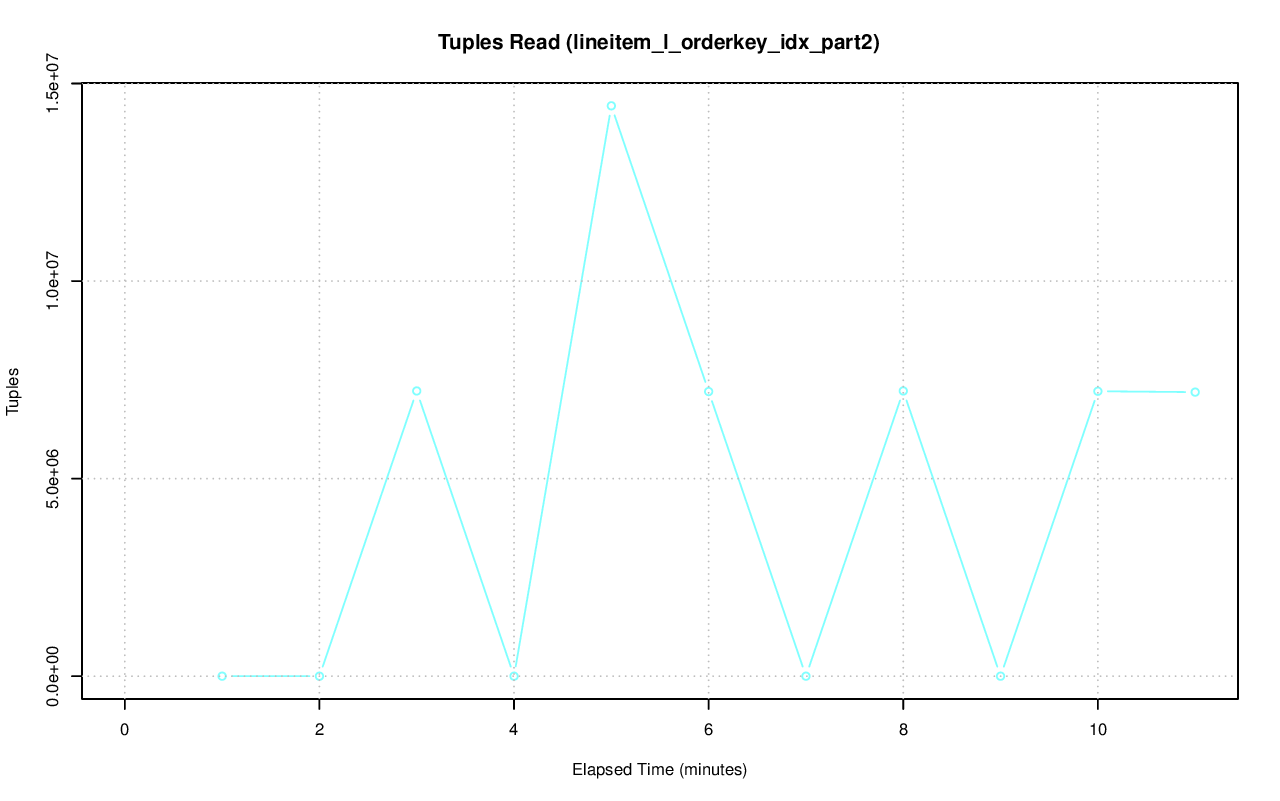 Tuples Read (lineitem_l_orderkey_idx_part2)
1.5e+07
1.0e+07
5.0e+06
0.0e+00
Tuples
0 2 4 6 8 10
Elapsed Time (minutes)